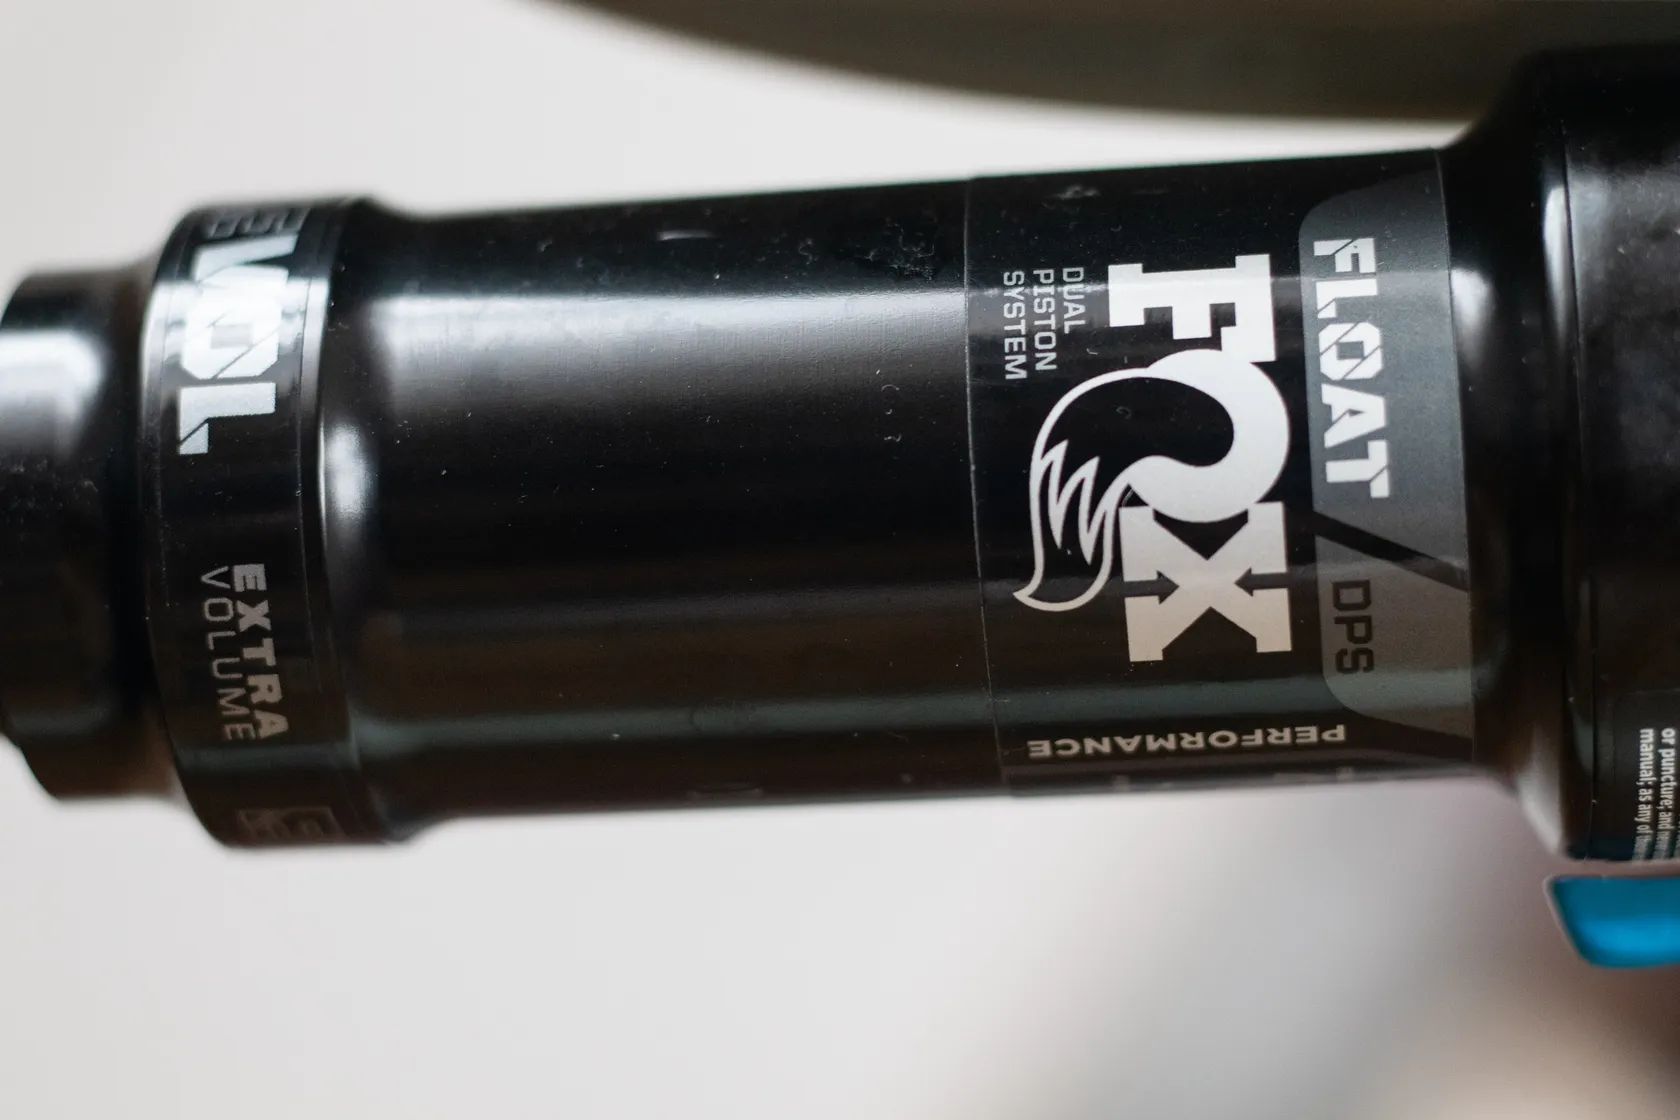 EVOL
EXTRA
VOLUME
DUAL
PISTON
SYSTEM
FOX
FLOAT
DPS
PERFORMANCE
or puncture; and
manual; as any of